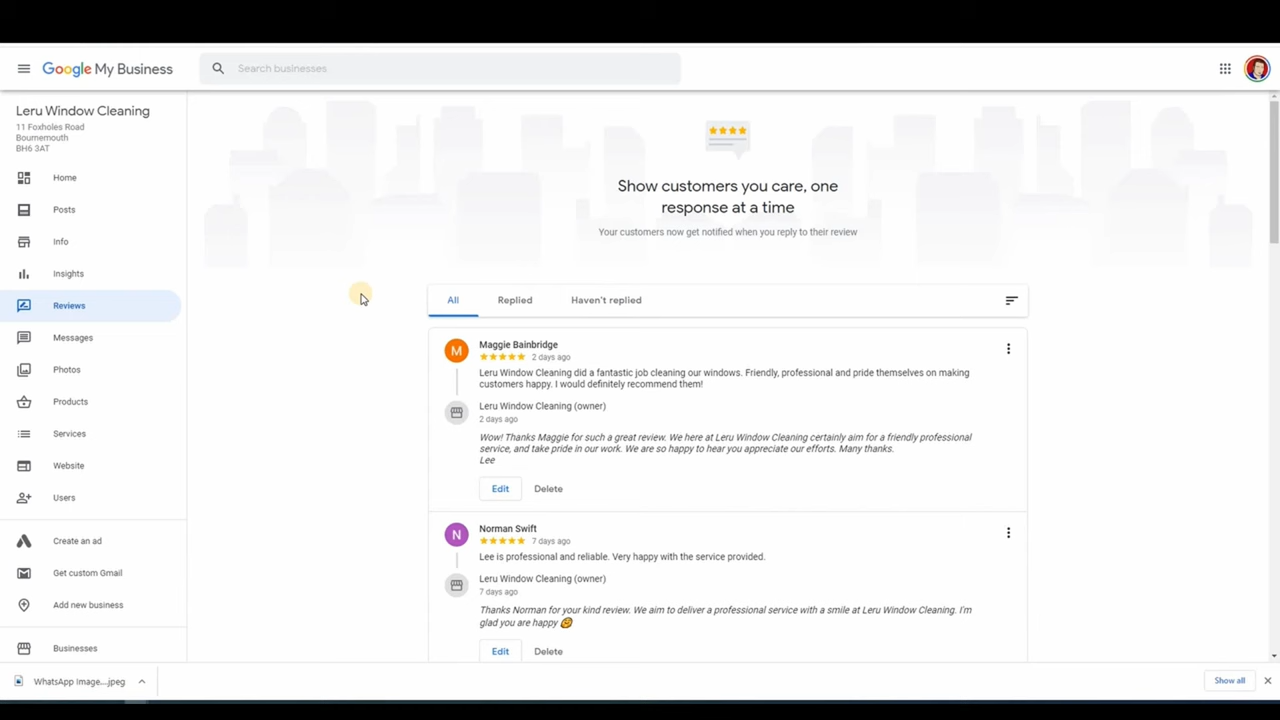 Google My Business
Search businesses
Leru Window Cleaning
11 Foxholes Road
Bournemouth
BH6 3AT
Home
Posts
Info
Insights
Reviews
Messages
Photos
Products
Services
Website
Users
Create an ad
Get custom Gmail
Add new business
Businesses
Show customers you care, one
response at a time
Your customers now get notified when you reply to their review
All
Replied
Haven't replied
M
Maggie Bainbridge
2 days ago
Leru Window Cleaning did a fantastic job cleaning our windows. Friendly, professional and pride themselves on making
customers happy. I would definitely recommend them!
Leru Window Cleaning (owner)
2 days ago
Wow! Thanks Maggie for such a great review. We here at Leru Window Cleaning certainly aim for a friendly professional
service, and take pride in our work. We are so happy to hear you appreciate our efforts. Many thanks.
Lee
Edit
Delete
N
Norman Swift
7 days ago
Lee is professional and reliable. Very happy with the service provided.
Leru Window Cleaning (owner)
7 days ago
Thanks Norman for your kind review. We aim to deliver a professional service with a smile at Leru Window Cleaning. I'm
glad you are happy
Edit
Delete
WhatsApp Image....jpeg
Show all